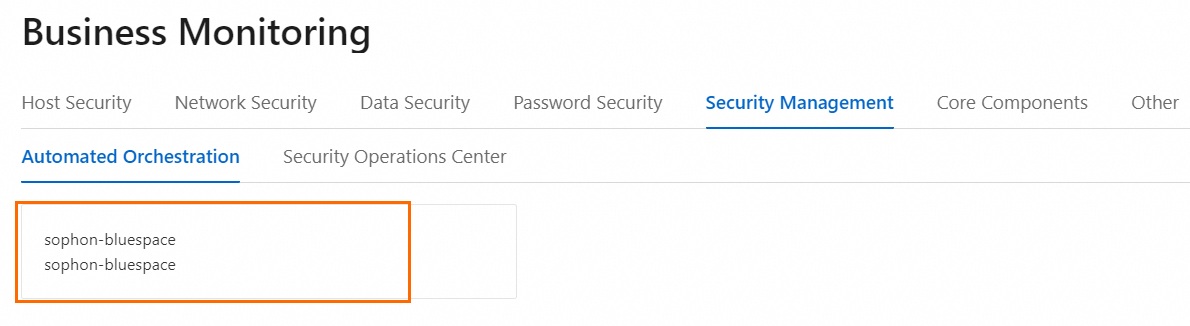 Business Monitoring
Host Security Network Security Data Security Password Security Security Management Core Components Other
Automated Orchestration Security Operations Center
sophon-bluespace
sophon-bluespace